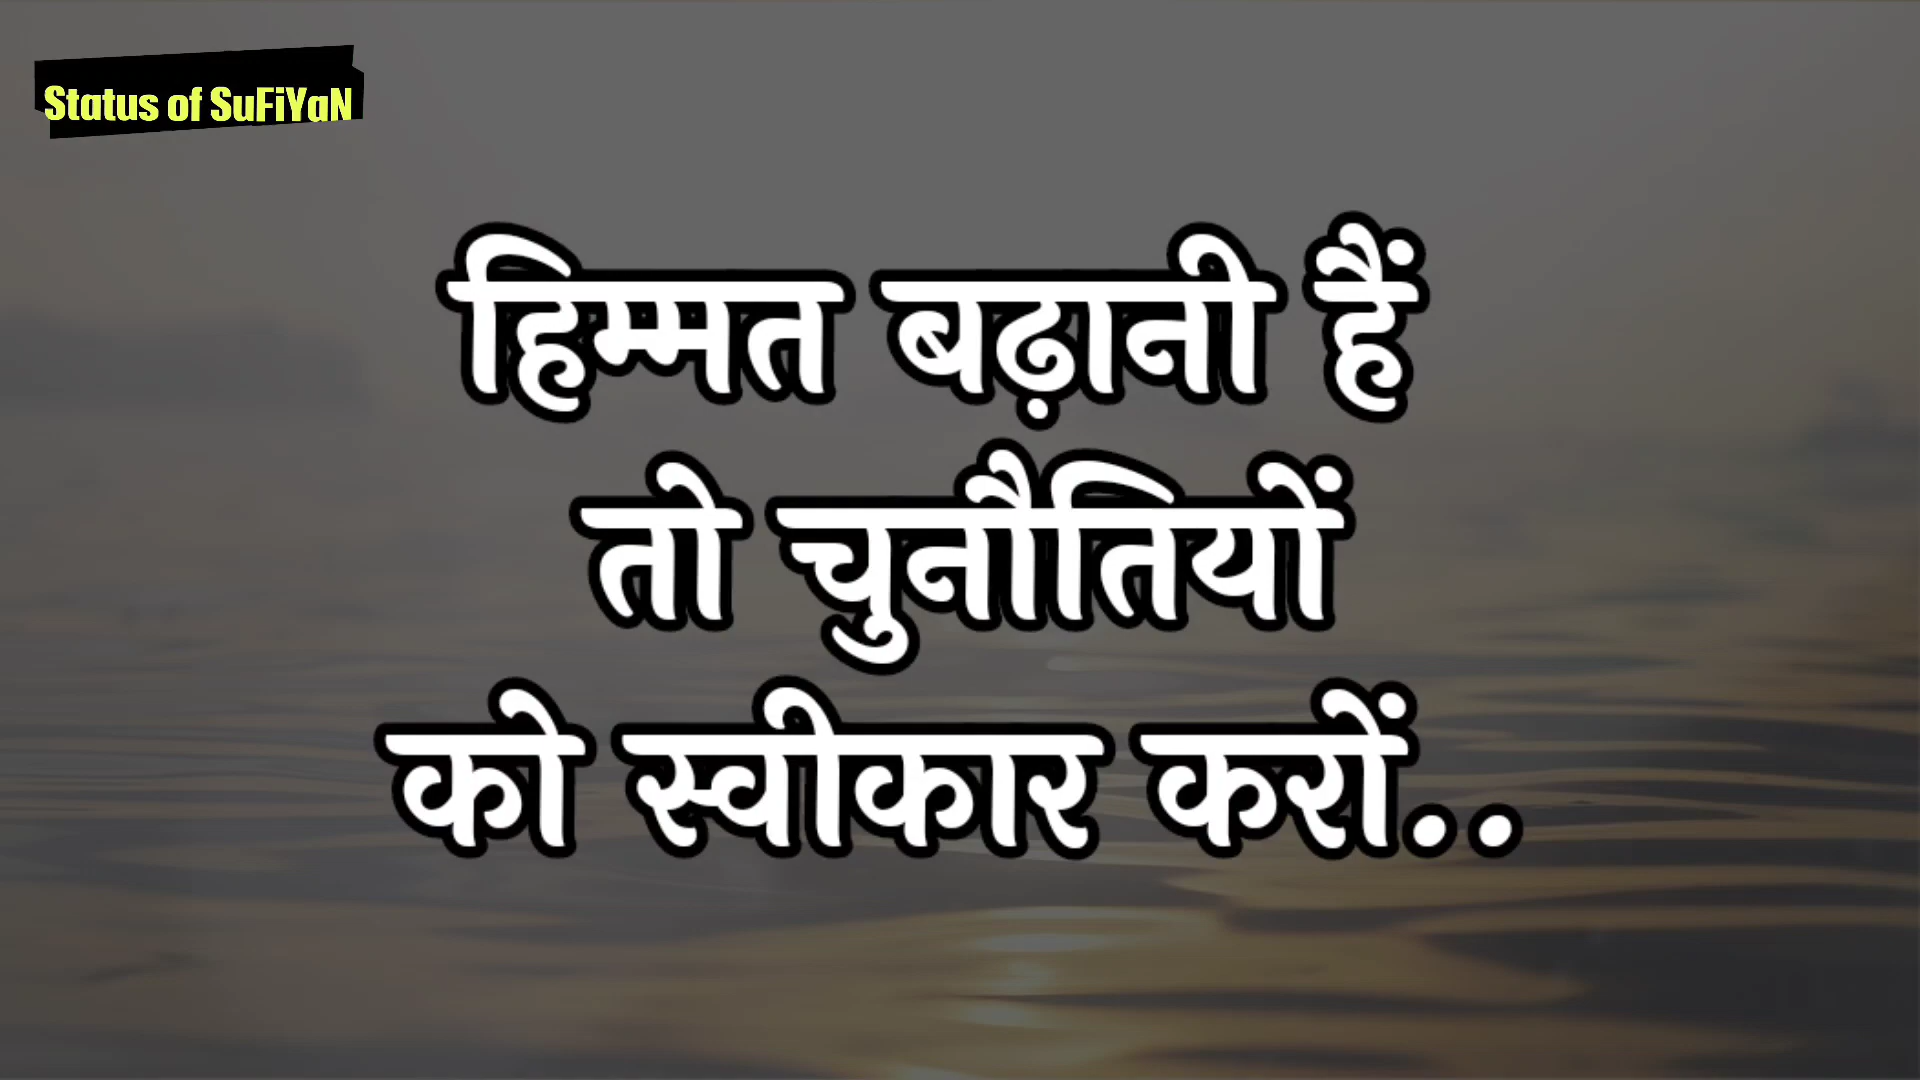 Status of SuFiYaN
हिम्मत बढ़ानी हैं
तो चुनौतियों
को स्वीकार करों..